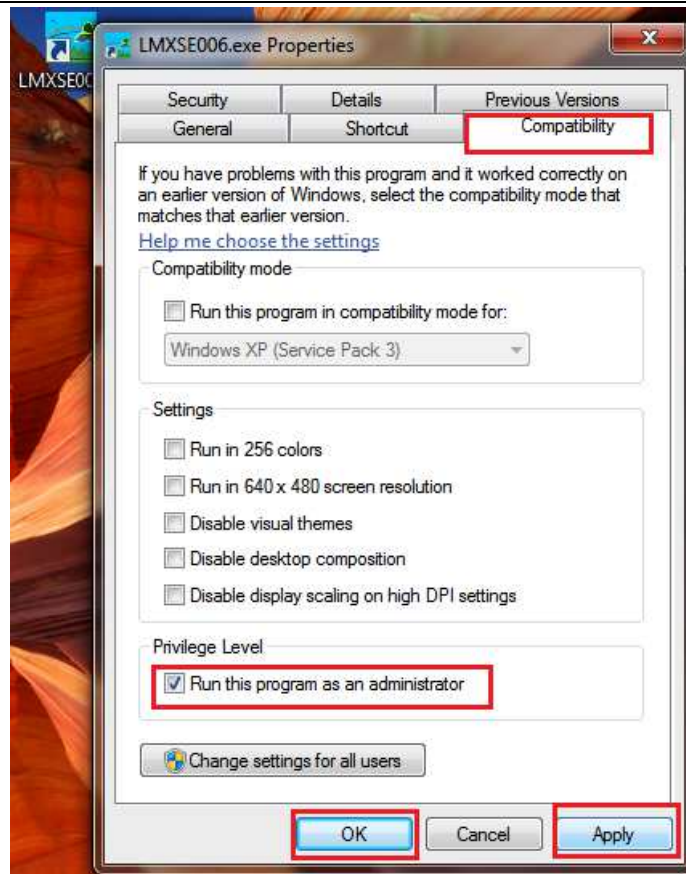 LMXSE006.exe Properties
LMXSE00
Security Details Previous Versions
General Shortcut Compatibility
If you have problems with this program and it worked correctly on
an earlier version of Windows, select the compatibility mode that
matches that earlier version.
Help me choose the settings
Compatibility mode
Run this program in compatibility mode for:
Windows XP (Service Pack 3)
Settings
Run in 256 colors
Run in 640 x 480 screen resolution
Disable visual themes
Disable desktop composition
Disable display scaling on high DPI settings
Privilege Level
Run this program as an administrator
Change settings for all users
OK Cancel Apply